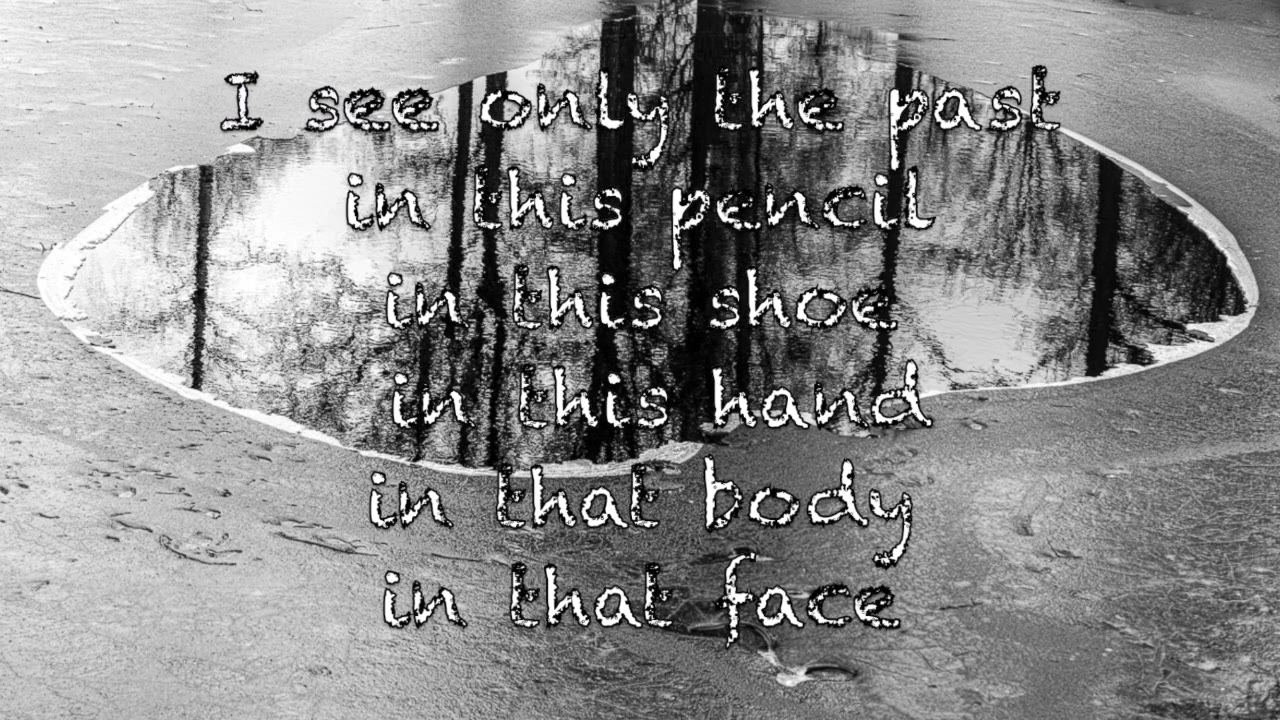 I see only the past
in this pencil
in this shoe
in this hand
in that body
in that face